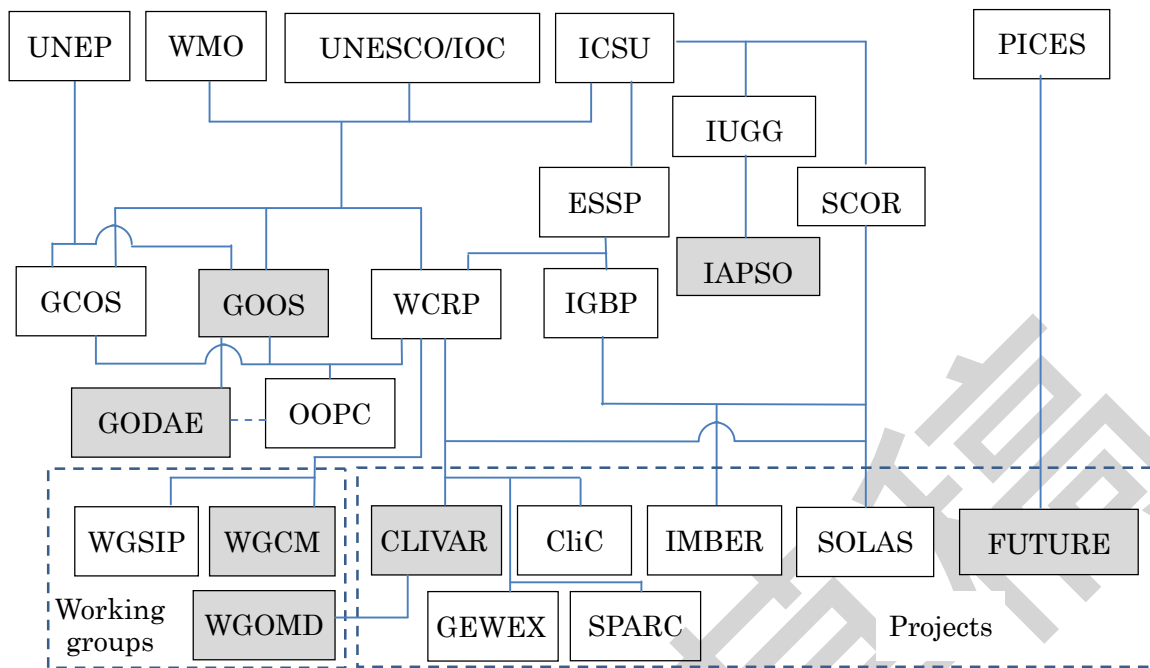 UNEP
WMO
UNESCO/IOC
ICSU
PICES
IUGG
ESSP
SCOR
IAPSO
GCOS
GOOS
WCRP
IGBP
GODAE
OOPC
WGSIP
WGCM
CLIVAR
CliC
IMBER
SOLAS
FUTURE
Working
groups
WGOMD
GEWEX
SPARC
Projects
稿